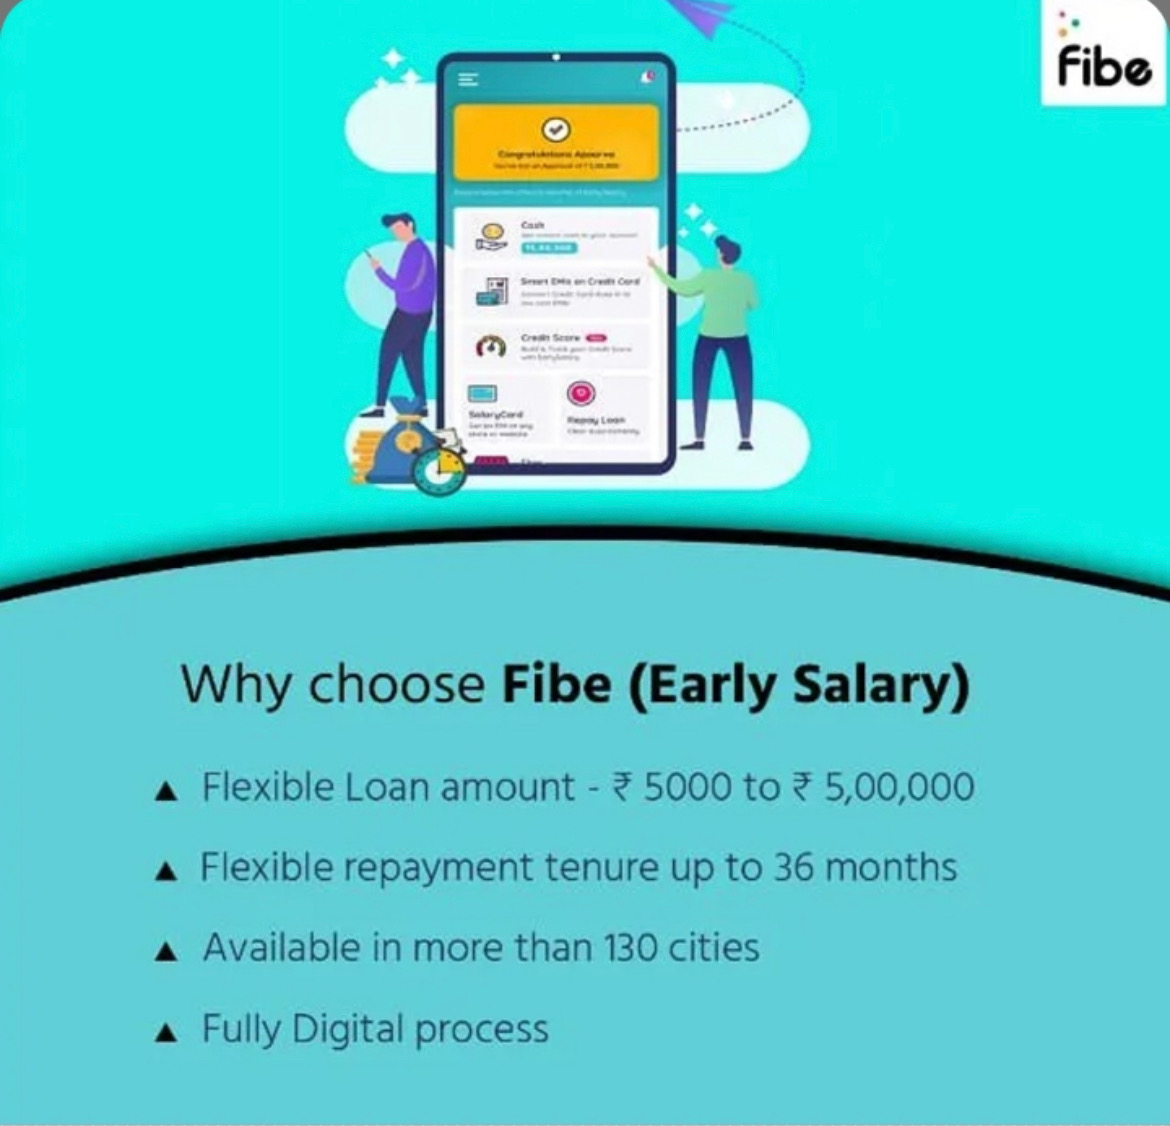 fibe
Congratulations Apoorva
Cash
Smart EMIs on Credit Card
Credit Score
SalaryCard
Repay Loan
Why choose Fibe (Early Salary)
▲ Flexible Loan amount - ₹ 5000 to ₹ 5,00,000
▲ Flexible repayment tenure up to 36 months
▲ Available in more than 130 cities
▲ Fully Digital process